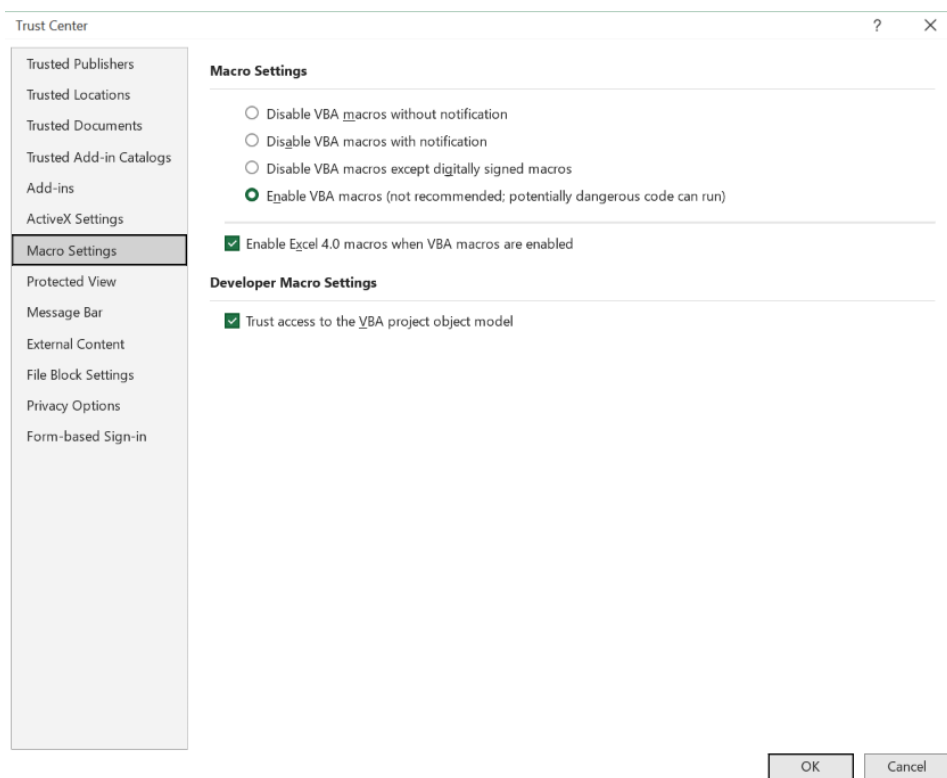 Trust Center
?
Trusted Publishers
Trusted Locations
Trusted Documents
Trusted Add-in Catalogs
Add-ins
ActiveX Settings
Macro Settings
Protected View
Message Bar
External Content
File Block Settings
Privacy Options
Form-based Sign-in
Macro Settings
Disable VBA macros without notification
Disable VBA macros with notification
Disable VBA macros except digitally signed macros
Enable VBA macros (not recommended; potentially dangerous code can run)
Enable Excel 4.0 macros when VBA macros are enabled
Developer Macro Settings
Trust access to the VBA project object model
OK
Cancel